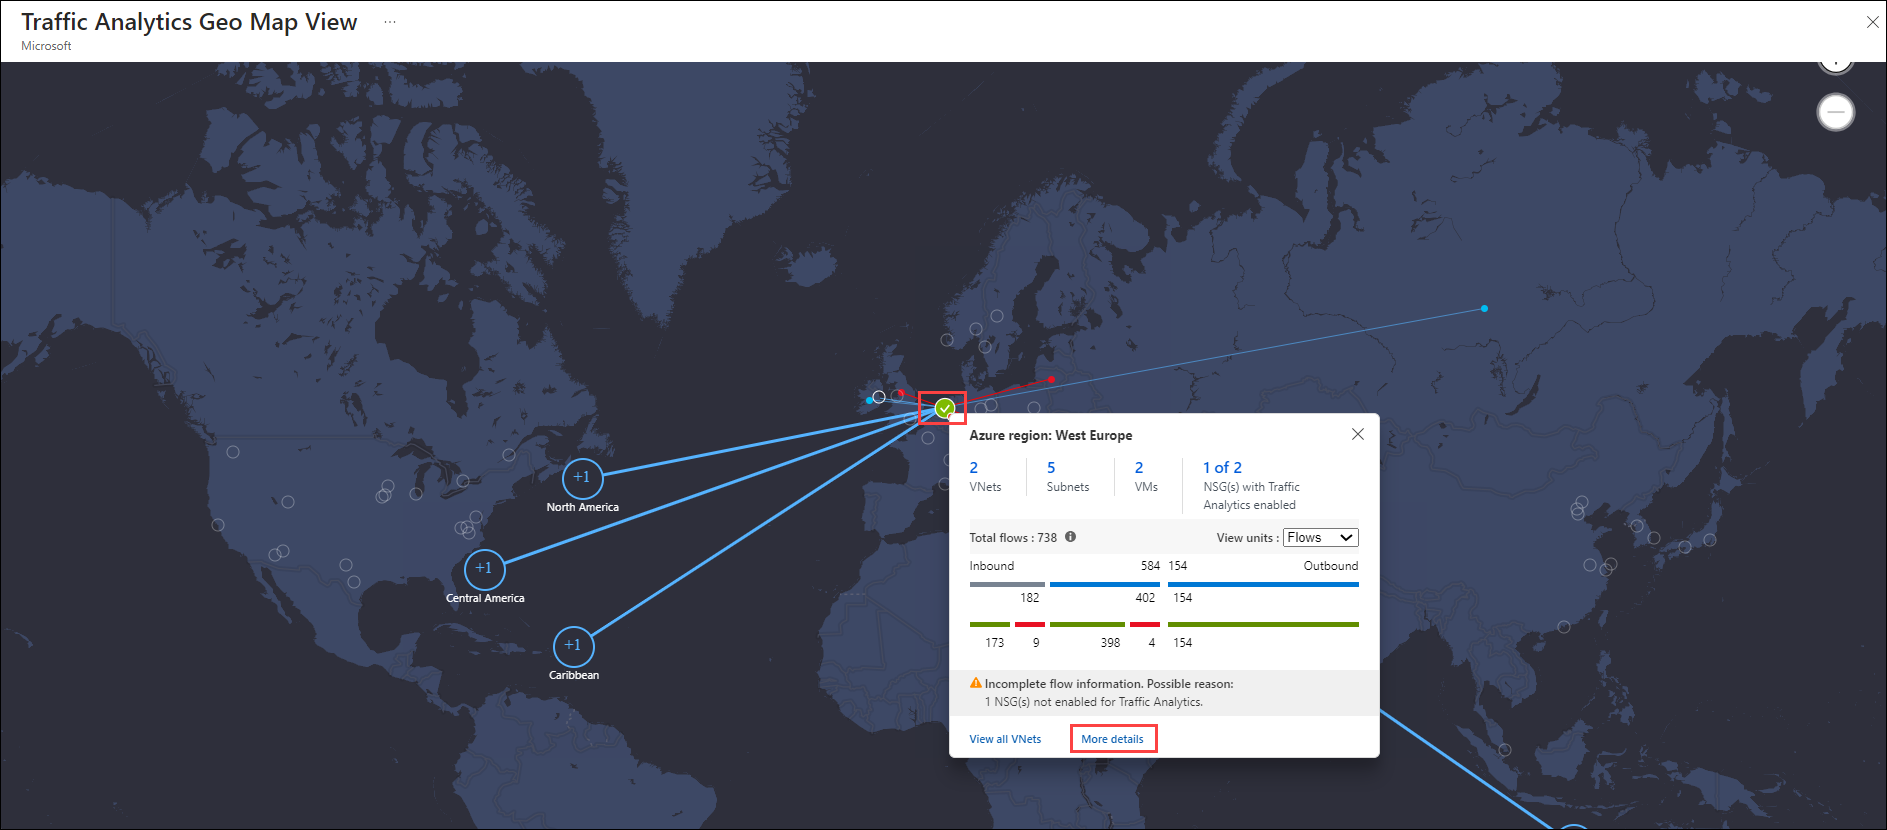 Traffic Analytics Geo Map View ...
Microsoft
+1
North America
+1
Central America
+1
Caribbean
Azure region: West Europe
2 5 2 1 of 2
VNets Subnets VMs NSG(s) with Traffic
Analytics enabled
Total flows : 738 View units : Flows
Inbound 584 154 Outbound
182 402 154
173 9 398 4 154
Incomplete flow information. Possible reason:
1 NSG(s) not enabled for Traffic Analytics.
View all VNets More details